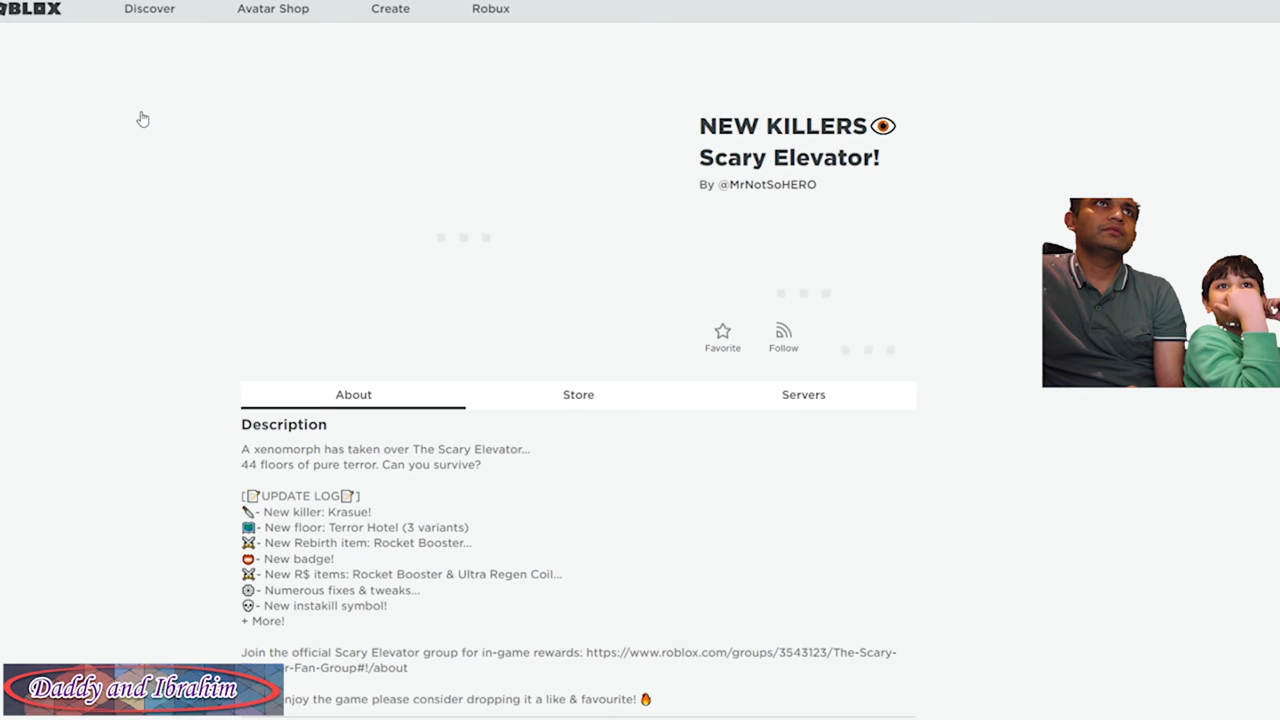 Discover Avatar Shop Create Robux
NEW KILLERS👁
Scary Elevator!
By @MrNotSoHERO
Favorite Follow
About Store Servers
Description
A xenomorph has taken over The Scary Elevator...
44 floors of pure terror. Can you survive?
[📝UPDATE LOG📝]
🔪- New killer: Krasue!
🗺- New floor: Terror Hotel (3 variants)
⚔- New Rebirth item: Rocket Booster...
📛- New badge!
⚔- New R$ items: Rocket Booster & Ultra Regen Coil...
⚙- Numerous fixes & tweaks...
💀- New instakill symbol!
+ More!
Join the official Scary Elevator group for in-game rewards: https://www.roblox.com/groups/3543123/The-Scary-
r-Fan-Group#!/about
njoy the game please consider dropping it a like & favourite! 🔥
Daddy and Ibrahim